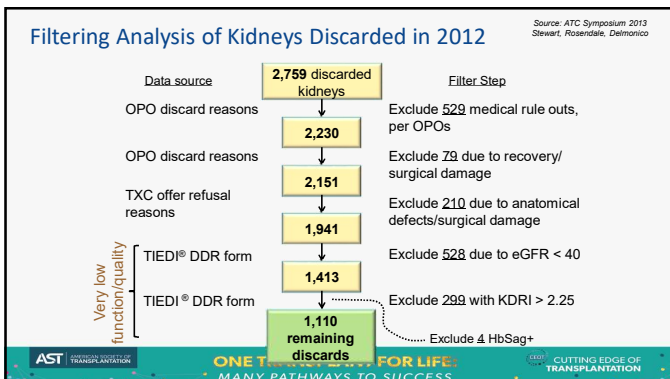 Filtering Analysis of Kidneys Discarded in 2012
Source: ATC Symposium 2013
Stewart, Rosendale, Delmonico
Data source
2,759 discarded
kidneys
Filter Step
OPO discard reasons
Exclude 529 medical rule outs,
per OPOs
2,230
OPO discard reasons
Exclude 79 due to recovery/
surgical damage
2,151
TXC offer refusal
reasons
Exclude 210 due to anatomical
defects/surgical damage
1,941
Very low
function/quality
TIEDI® DDR form
Exclude 528 due to eGFR < 40
1,413
TIEDI ® DDR form
Exclude 299 with KDRI > 2.25
1,110
remaining
discards
Exclude 4 HbSag+
AST AMERICAN SOCIETY OF
TRANSPLANTATION
FOR LIFE:
MANY PATHWAYS TO SUCCESS
CEOT
CUTTING EDGE OF
TRANSPLANTATION